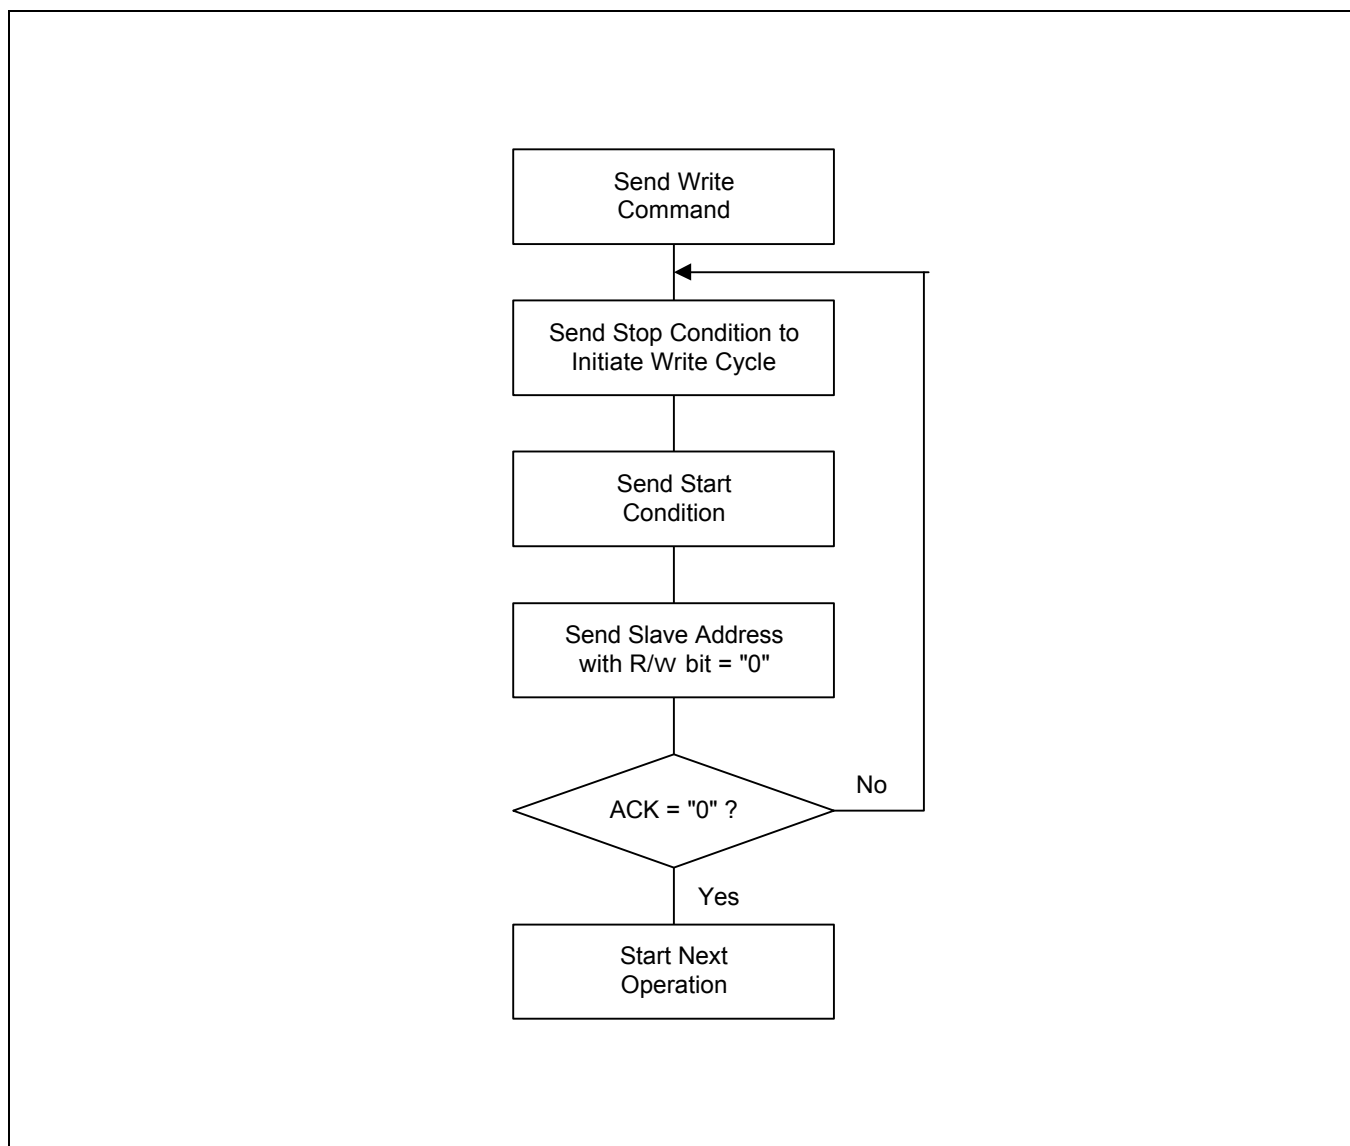 Send Write
Command
Send Stop Condition to
Initiate Write Cycle
Send Start
Condition
Send Slave Address
with R/w bit = "0"
ACK = "0" ?
No
Yes
Start Next
Operation